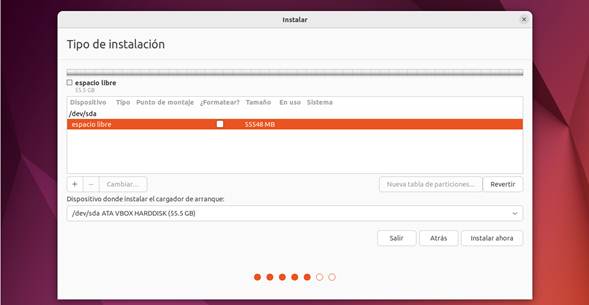 Instalar
Tipo de instalación
espacio libre
55.5 GB
Dispositivo Tipo Punto de montaje ¿Formatear? Tamaño En uso Sistema
/dev/sda
espacio libre 55548 MB
+ − Cambiar... Nueva tabla de particiones... Revertir
Dispositivo donde instalar el cargador de arranque:
/dev/sda ATA VBOX HARDDISK (55.5 GB)
Salir Atrás Instalar ahora